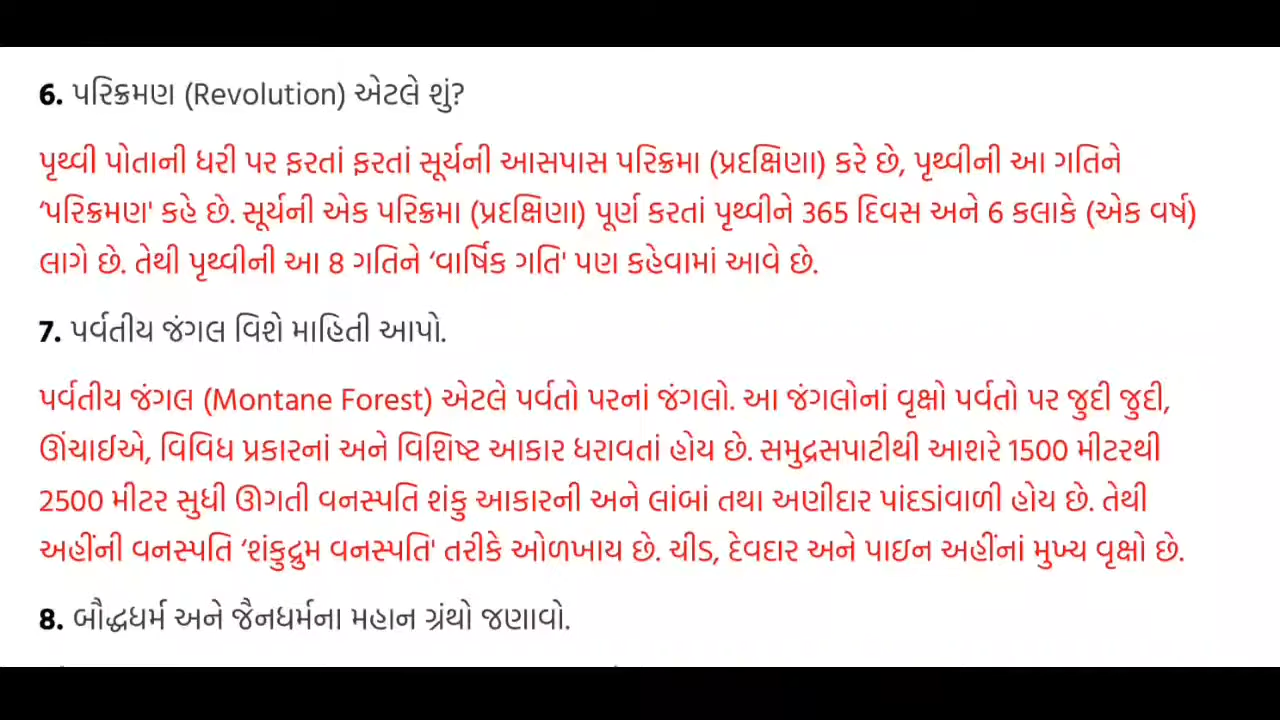 6. પરિક્રમણ (Revolution) એટલે શું?
પૃથ્વી પોતાની ધરી પર ફરતાં ફરતાં સૂર્યની આસપાસ પરિક્રમા (પ્રદક્ષિણા) કરે છે, પૃથ્વીની આ ગતિને
‘પરિક્રમણ' કહે છે. સૂર્યની એક પરિક્રમા (પ્રદક્ષિણા) પૂર્ણ કરતાં પૃથ્વીને 365 દિવસ અને 6 કલાકે (એક વર્ષ)
લાગે છે. તેથી પૃથ્વીની આ 8 ગતિને ‘વાર્ષિક ગતિ' પણ કહેવામાં આવે છે.
7. પર્વતીય જંગલ વિશે માહિતી આપો.
પર્વતીય જંગલ (Montane Forest) એટલે પર્વતો પરનાં જંગલો. આ જંગલોનાં વૃક્ષો પર્વતો પર જુદી જુદી,
ઊંચાઈએ, વિવિધ પ્રકારનાં અને વિશિષ્ટ આકાર ધરાવતાં હોય છે. સમુદ્રસપાટીથી આશરે 1500 મીટરથી
2500 મીટર સુધી ઊગતી વનસ્પતિ શંકુ આકારની અને લાંબાં તથા અણીદાર પાંદડાંવાળી હોય છે. તેથી
અહીંની વનસ્પતિ ‘શંકુદ્રુમ વનસ્પતિ' તરીકે ઓળખાય છે. ચીડ, દેવદાર અને પાઇન અહીંનાં મુખ્ય વૃક્ષો છે.
8. બૌદ્ધધર્મ અને જૈનધર્મના મહાન ગ્રંથો જણાવો.